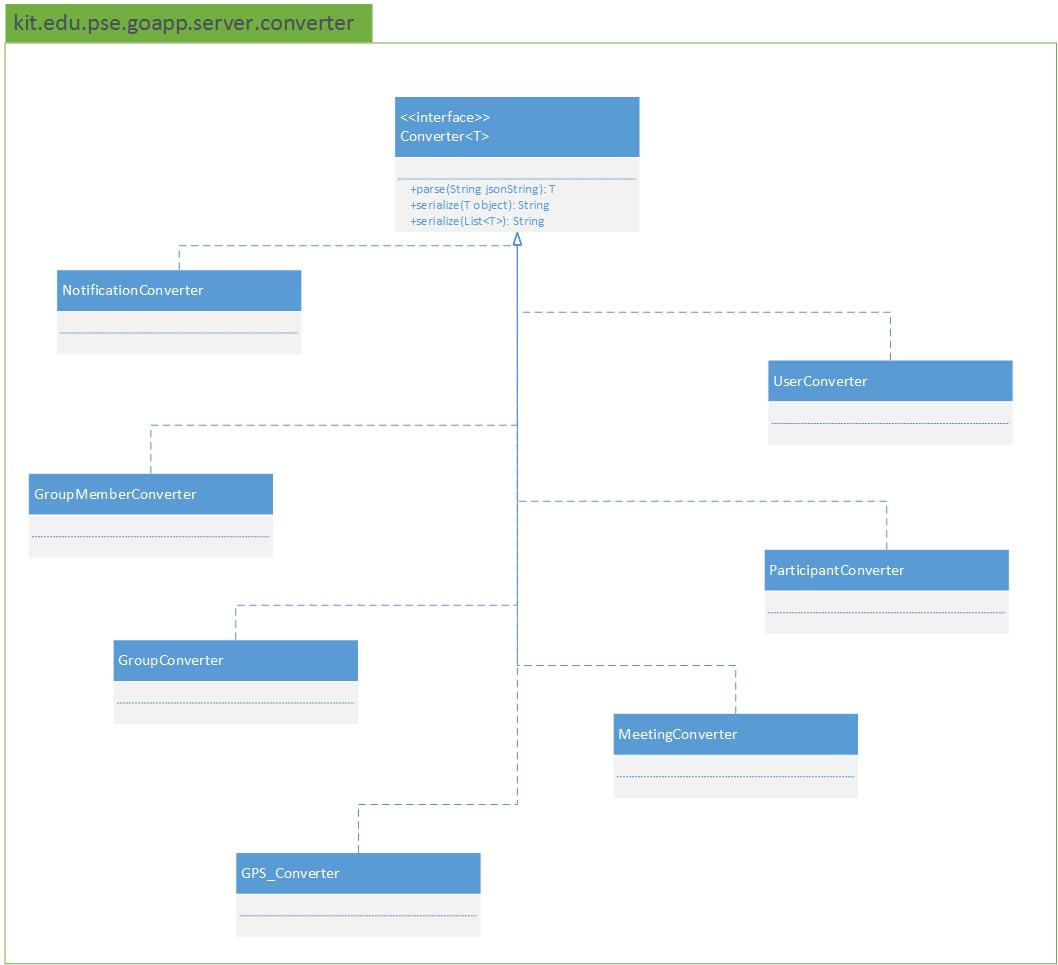 kit.edu.pse.goapp.server.converter
<<interface>>
Converter<T>
+parse(String jsonString): T
+serialize(T object): String
+serialize(List<T>): String
NotificationConverter
UserConverter
GroupMemberConverter
ParticipantConverter
GroupConverter
MeetingConverter
GPS_Converter